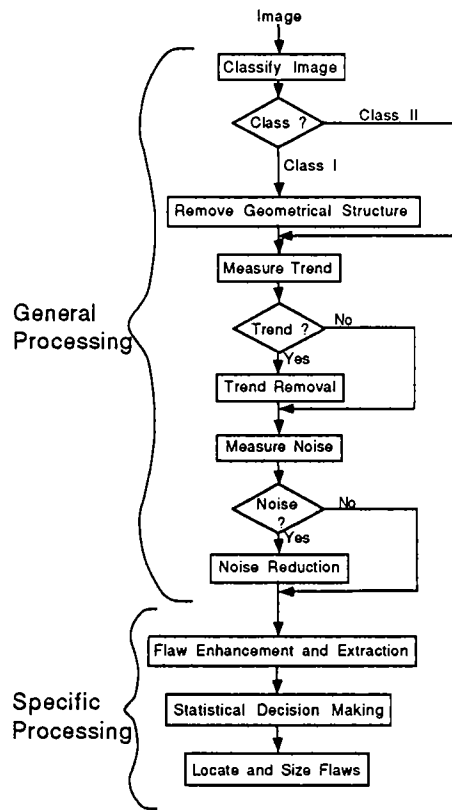 Image
Classify Image
Class ?
Class II
Class I
Remove Geometrical Structure
Measure Trend
General
Processing
Trend ?
No
Yes
Trend Removal
Measure Noise
Noise
?
No
Yes
Noise Reduction
Flaw Enhancement and Extraction
Specific
Processing
Statistical Decision Making
Locate and Size Flaws